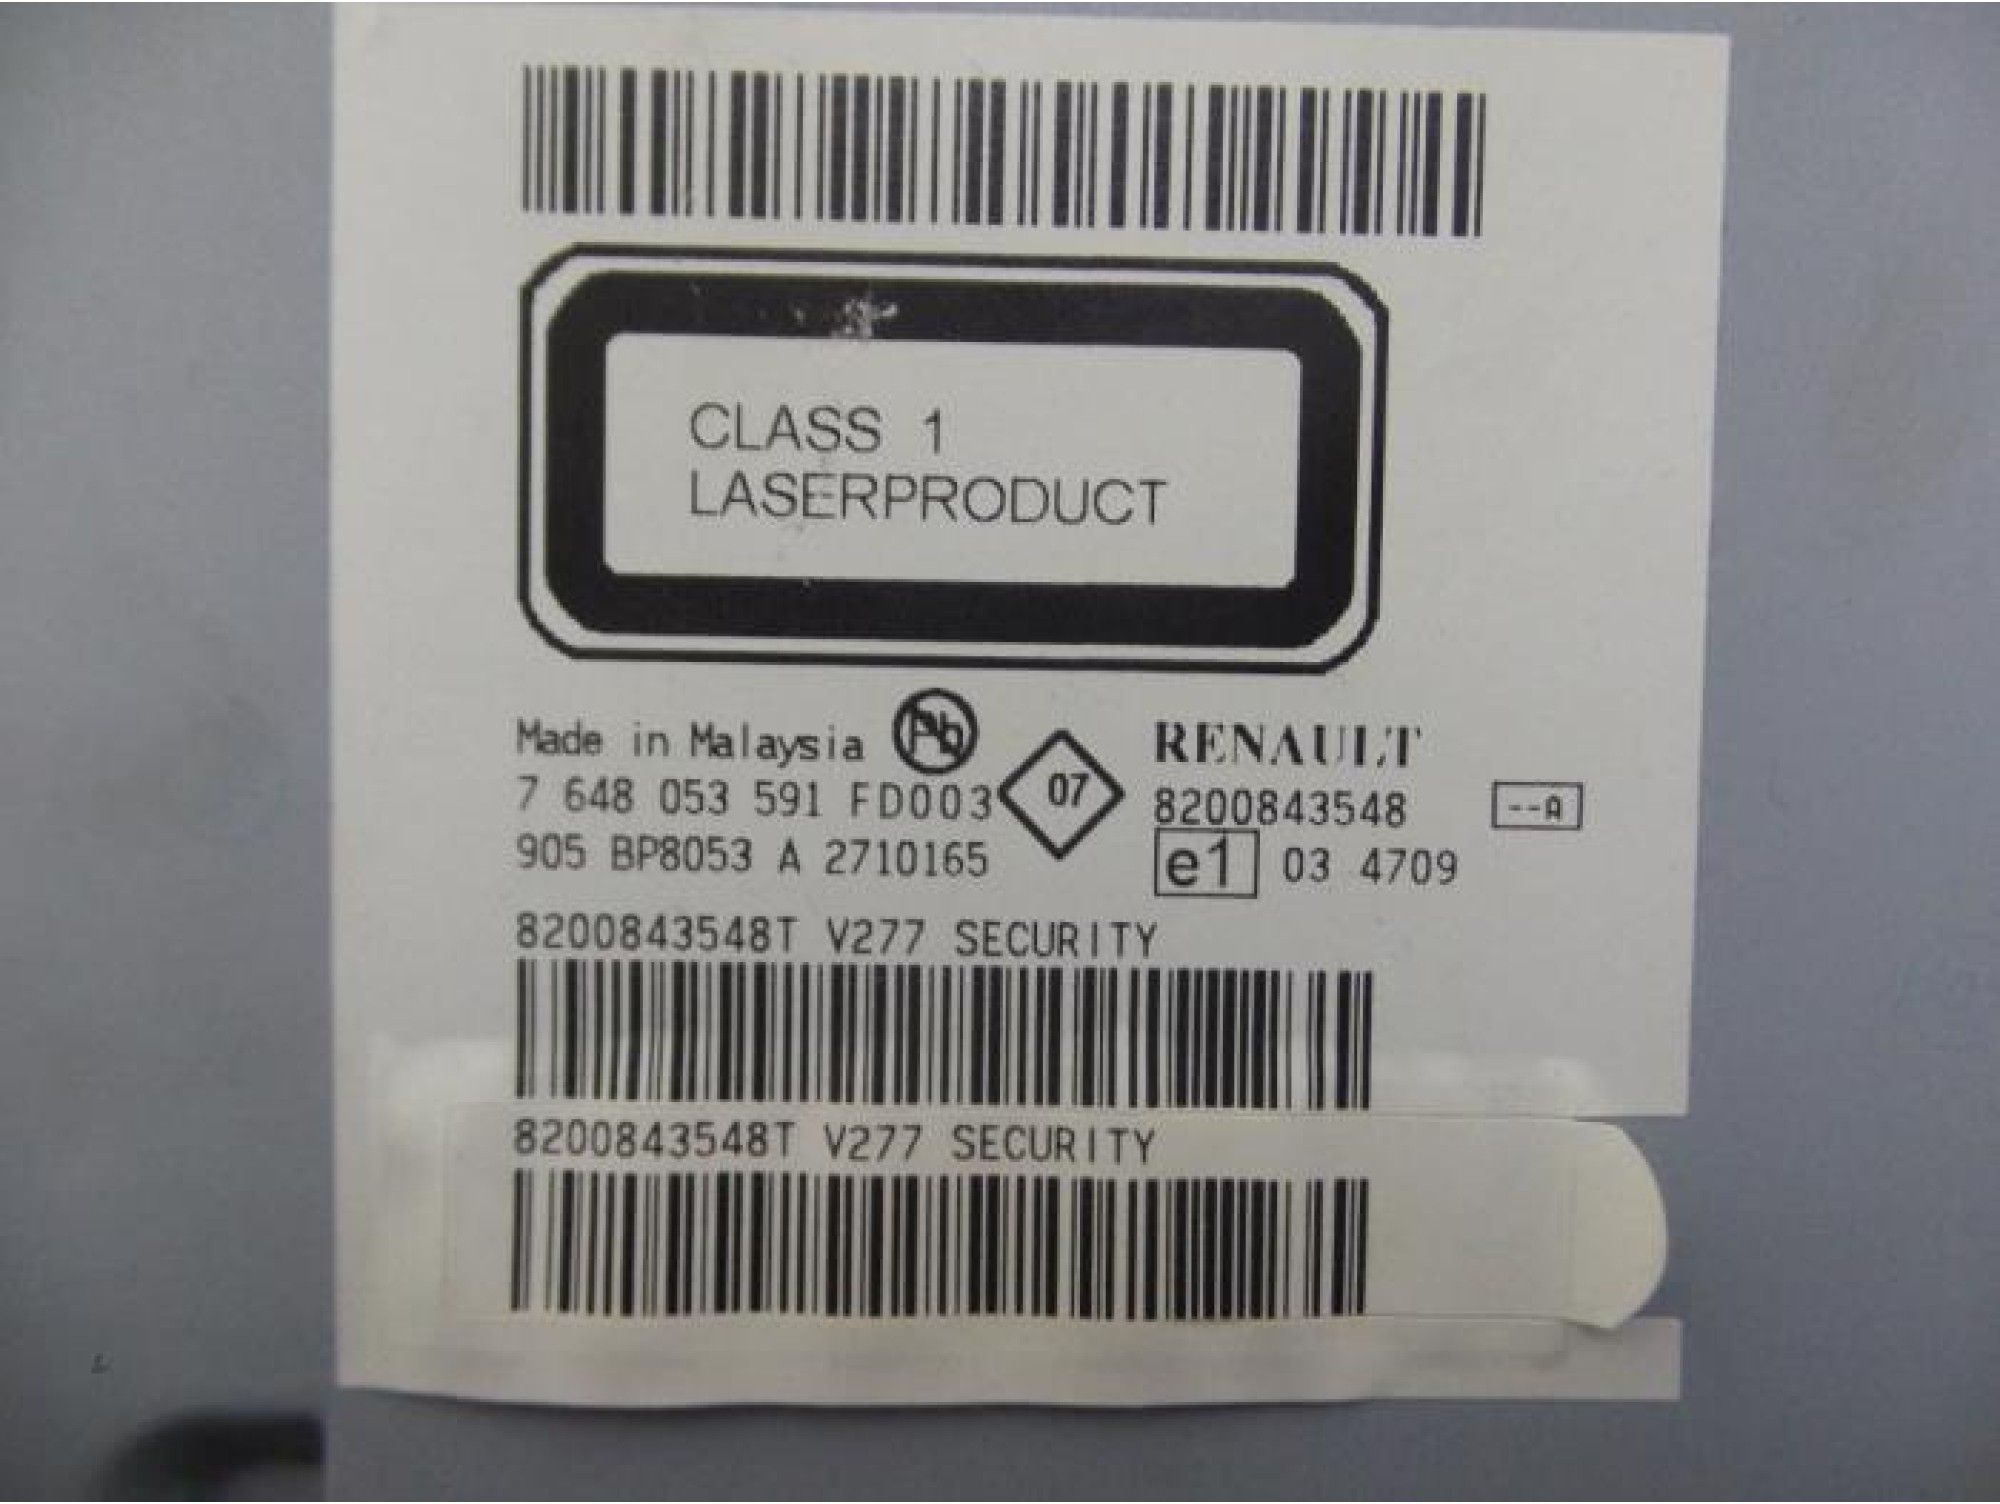 CLASS 1
LASERPRODUCT
Made in Malaysia Pb
7 648 053 591 FD003
905 BP8053 A 2710165
07
RENAULT
8200843548 --A
e1 03 4709
8200843548T V277 SECURITY
8200843548T V277 SECURITY